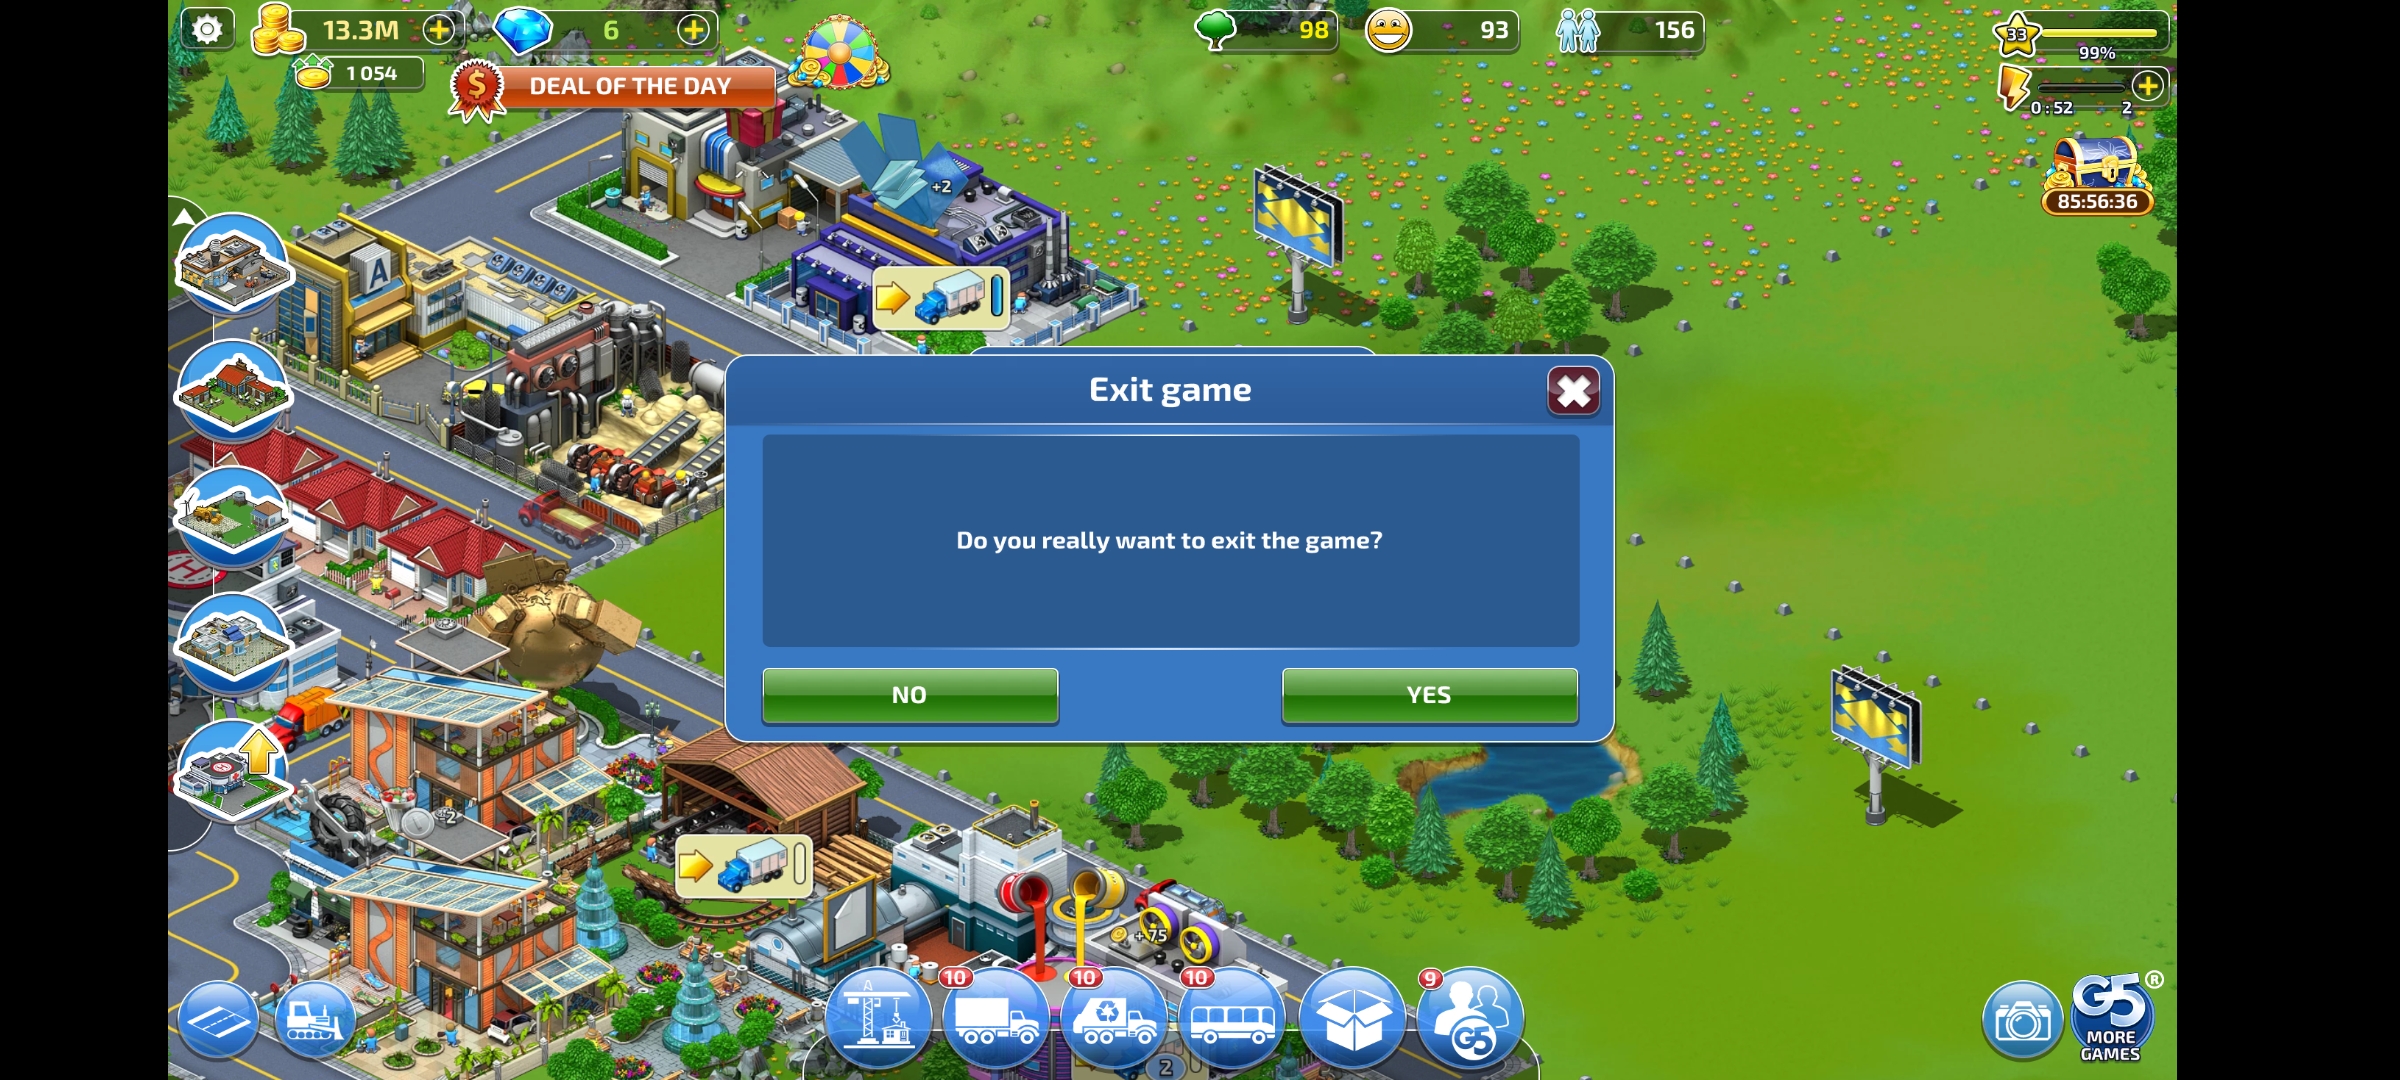 13.3M
6
98
93
156
33
99%
1 054
DEAL OF THE DAY
0:52
2
85:56:36
+2
A
Exit game
Do you really want to exit the game?
NO
YES
+75
10
10
10
9
2
G5
G5®
MORE
GAMES